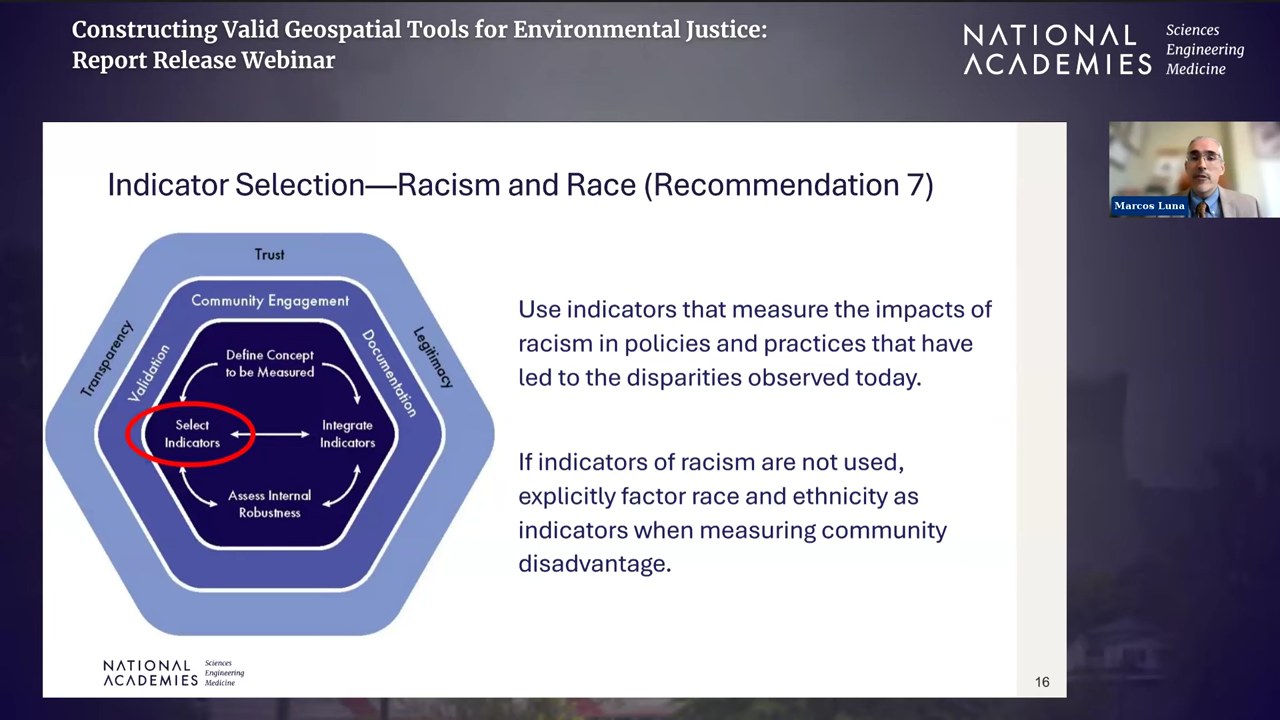 Constructing Valid Geospatial Tools for Environmental Justice:
Report Release Webinar
NATIONAL
ACADEMIES
Sciences
Engineering
Medicine
Marcos Luna
Indicator Selection—Racism and Race (Recommendation 7)
Trust
Transparency
Legitimacy
Community Engagement
Validation
Documentation
Define Concept
to be Measured
Select
Indicators
Integrate
Indicators
Assess Internal
Robustness
Use indicators that measure the impacts of
racism in policies and practices that have
led to the disparities observed today.
If indicators of racism are not used,
explicitly factor race and ethnicity as
indicators when measuring community
disadvantage.
NATIONAL
ACADEMIES
Sciences
Engineering
Medicine
16